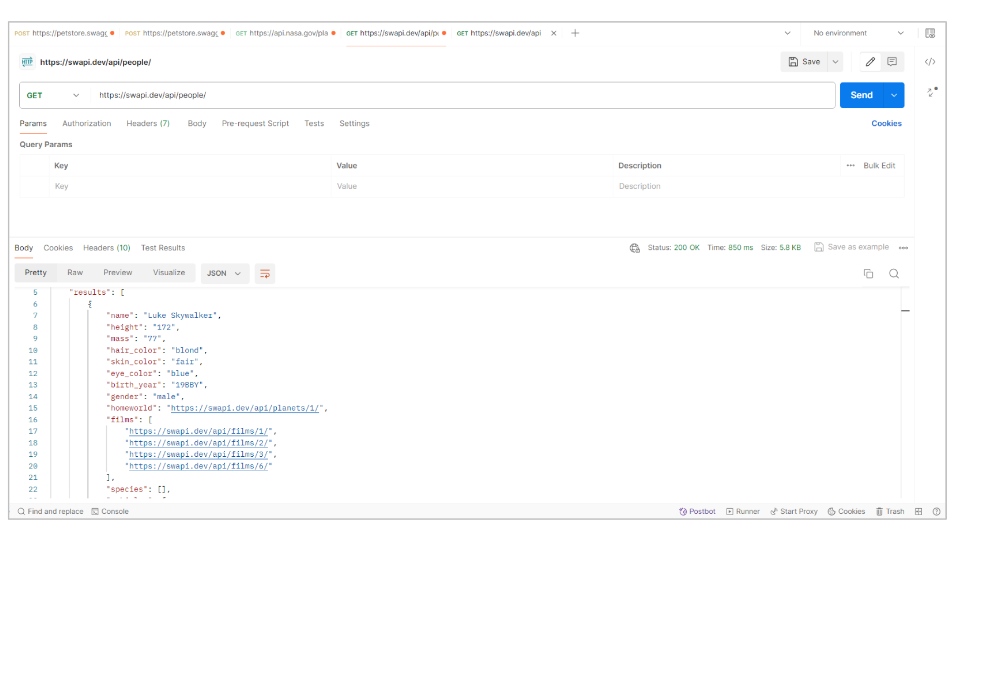 POST https://petstore.swagg POST https://petstore.swagg GET https://api.nasa.gov/pla GET https://swapi.dev/api/p GET https://swapi.dev/api No environment
HTTP https://swapi.dev/api/people/ Save
GET https://swapi.dev/api/people/ Send
Params Authorization Headers (7) Body Pre-request Script Tests Settings Cookies
Query Params
Key Value Description ••• Bulk Edit
Key Value Description
Body Cookies Headers (10) Test Results Status: 200 OK Time: 850 ms Size: 5.8 KB Save as example •••
Pretty Raw Preview Visualize JSON
5 "results": [
6 {
7 "name": "Luke Skywalker",
8 "height": "172",
9 "mass": "77",
10 "hair_color": "blond",
11 "skin_color": "fair",
12 "eye_color": "blue",
13 "birth_year": "19BBY",
14 "gender": "male",
15 "homeworld": "https://swapi.dev/api/planets/1/",
16 "films": [
17 "https://swapi.dev/api/films/1/",
18 "https://swapi.dev/api/films/2/",
19 "https://swapi.dev/api/films/3/",
20 "https://swapi.dev/api/films/6/"
21 ],
22 "species": [],
Find and replace Console Postbot Runner Start Proxy Cookies Trash